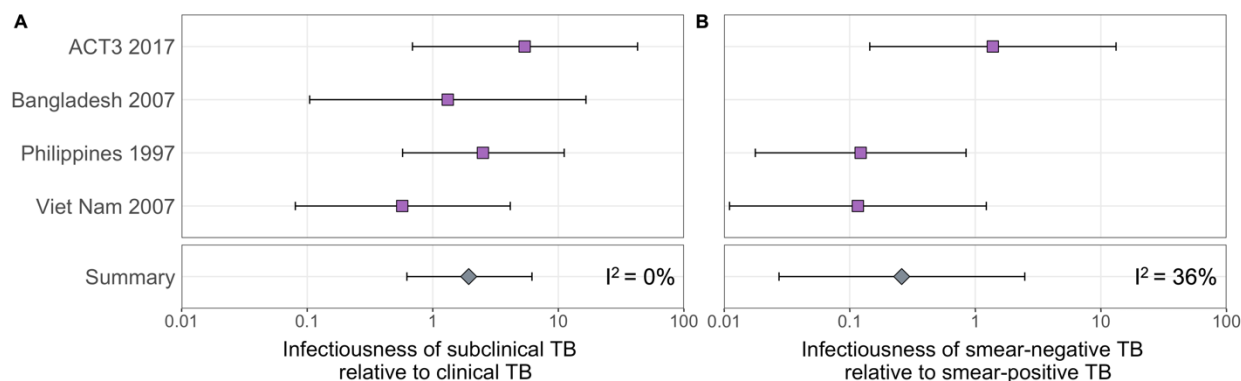 A
B
ACT3 2017
Bangladesh 2007
Philippines 1997
Viet Nam 2007
Summary
I² = 0%
I² = 36%
0.01 0.1 1 10 100
0.01 0.1 1 10 100
Infectiousness of subclinical TB
relative to clinical TB
Infectiousness of smear-negative TB
relative to smear-positive TB